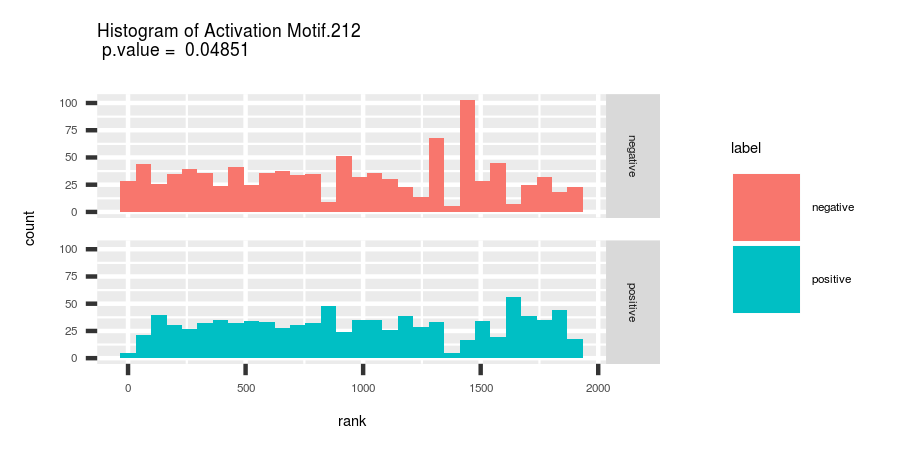 Histogram of Activation Motif.212
p.value = 0.04851
count
100
75
50
25
0
negative
100
75
50
25
0
positive
0 500 1000 1500 2000
rank
label
negative
positive